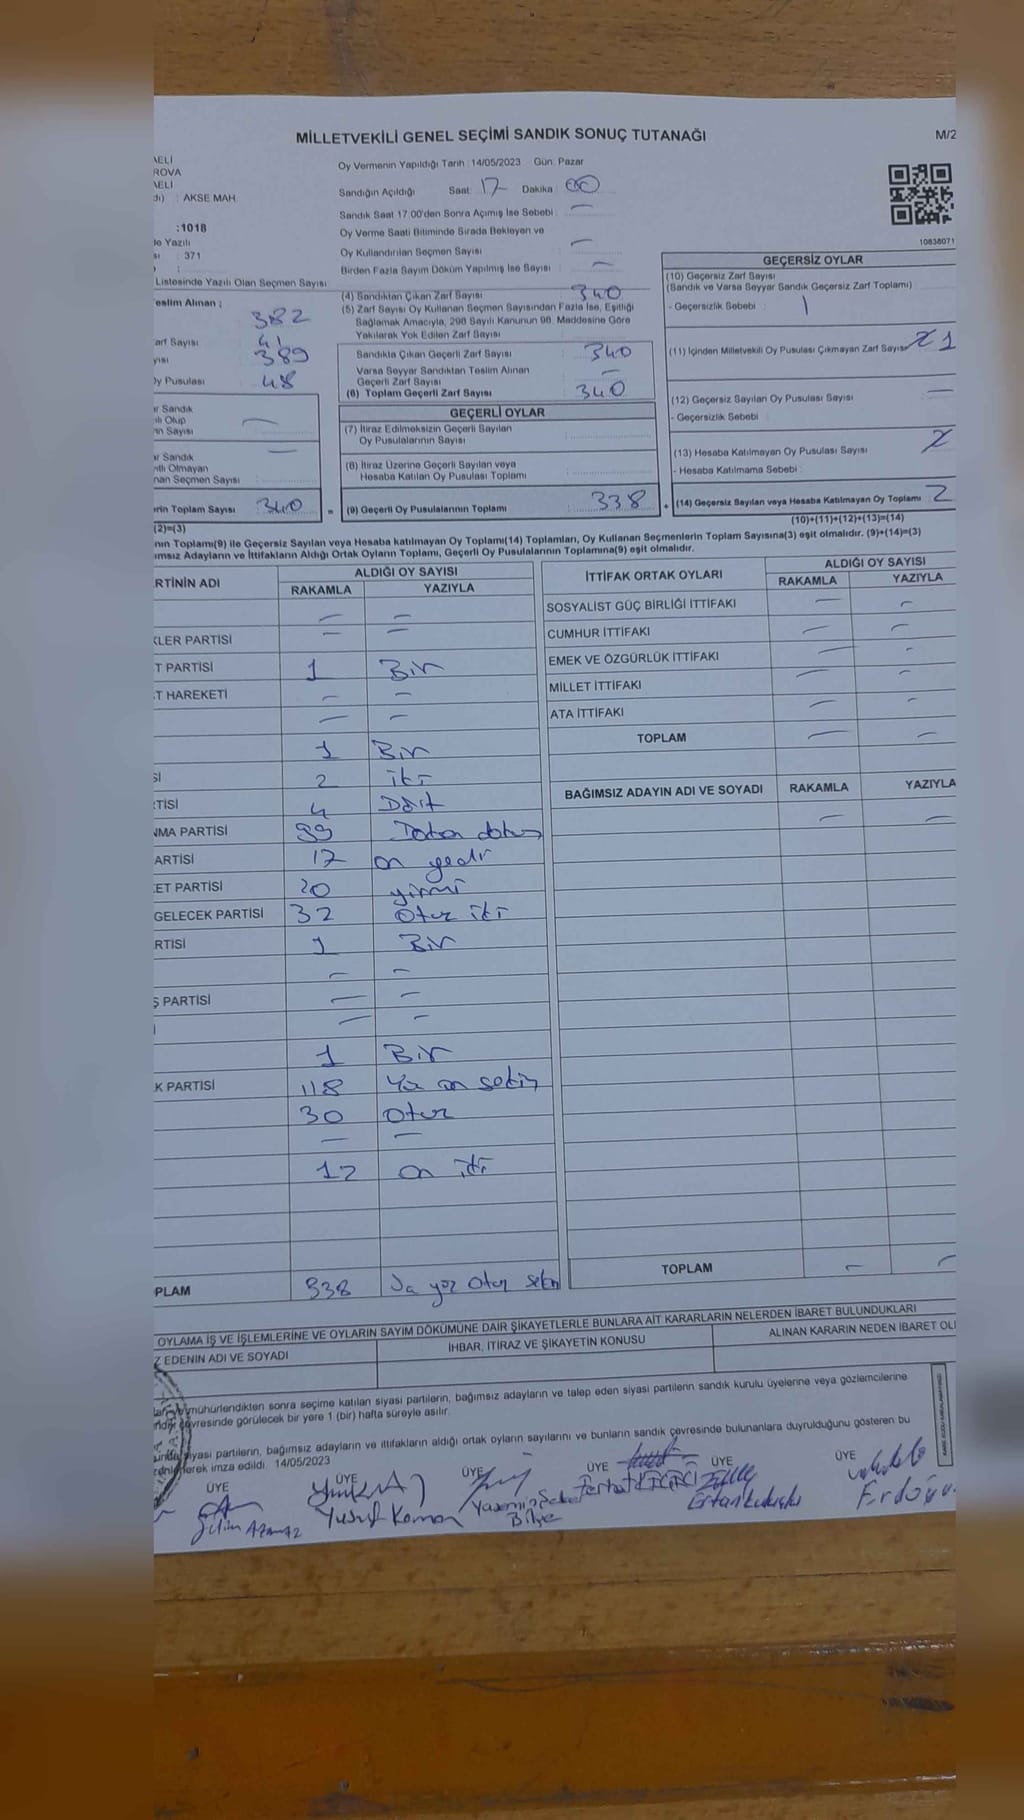 MİLLETVEKİLİ GENEL SEÇİMİ SANDIK SONUÇ TUTANAĞI
M/2
AELİ
ROVA
AELİ
dı) : AKSE MAH.
:1018
le Yazılı
sı : 371
Oy Vermenin Yapıldığı Tarih : 14/05/2023 Gün: Pazar
Sandığın Açıldığı Saat: 17 Dakika: 00
Sandık Saat 17:00'den Sonra Açımış İse Sebebi : —
Oy Verme Saati Bitiminde Sırada Bekleyen ve
Oy Kullandırılan Seçmen Sayısı —
Birden Fazla Sayım Döküm Yapılmış İse Sayısı —
10838071
Listesinde Yazılı Olan Seçmen Sayısı
eslim Alınan : 382
arf Sayısı : 41
yısı 389
Oy Pusulası 48
ar Sandık
ılı Olup
nın Sayısı —
ar Sandık —
ıtlı Olmayan
nan Seçmen Sayısı :
erin Toplam Sayısı : 340
(2)=(3)
(4) Sandıktan Çıkan Zarf Sayısı 340
(5) Zarf Sayısı Oy Kullanan Seçmen Sayısından Fazla İse, Eşitliği
Sağlamak Amacıyla, 298 Sayılı Kanunun 98. Maddesine Göre
Yakılarak Yok Edilen Zarf Sayısı
Sandıkta Çıkan Geçerli Zarf Sayısı 340
Varsa Seyyar Sandıktan Teslim Alınan
Geçerli Zarf Sayısı —
(6) Toplam Geçerli Zarf Sayısı 340
GEÇERLİ OYLAR
(7) İtiraz Edilmeksizin Geçerli Sayılan
Oy Pusulalarının Sayısı
(8) İtiraz Üzerine Geçerli Sayılan veya
Hesaba Katılan Oy Pusulası Toplamı
(9) Geçerli Oy Pusulalarının Toplamı : 338
GEÇERSİZ OYLAR
(10) Geçersiz Zarf Sayısı
(Sandık ve Varsa Seyyar Sandık Geçersiz Zarf Toplamı)
- Geçersizlik Sebebi :
(11) İçinden Milletvekili Oy Pusulası Çıkmayan Zarf Sayısı 1
(12) Geçersiz Sayılan Oy Pusulası Sayısı —
- Geçersizlik Sebebi :
(13) Hesaba Katılmayan Oy Pusulası Sayısı
- Hesaba Katılmama Sebebi :
(14) Geçersiz Sayılan veya Hesaba Katılmayan Oy Toplamı 2
(10)+(11)+(12)+(13)=(14)
nın Toplamı(9) ile Geçersiz Sayılan veya Hesaba katılmayan Oy Toplamı(14) Toplamları, Oy Kullanan Seçmenlerin Toplam Sayısına(3) eşit olmalıdır. (9)+(14)=(3)
ımsız Adayların ve İttifakların Aldığı Ortak Oyların Toplamı, Geçerli Oy Pusulalarının Toplamına(9) eşit olmalıdır.
RTİNİN ADI
ALDIĞI OY SAYISI
RAKAMLA YAZIYLA
— —
KLER PARTİSİ — —
T PARTİSİ 1 Bir
T HAREKETİ — —
— —
1 Bir
Sİ 2 iki
RTİSİ 4 Dört
NMA PARTİSİ 99 Doksan dokuz
ARTİSİ 17 on yedi
ET PARTİSİ 20 yirmi
GELECEK PARTİSİ 32 Otuz iki
RTİSİ 1 Bir
— —
Ş PARTİSİ — —
— —
1 Bir
K PARTİSİ 118 Yüz on sekiz
30 otuz
— —
12 on iki
PLAM 338 Üç yüz Otuz sekiz
İTTİFAK ORTAK OYLARI
ALDIĞI OY SAYISI
RAKAMLA YAZIYLA
SOSYALİST GÜÇ BİRLİĞİ İTTİFAKI — —
CUMHUR İTTİFAKI — —
EMEK VE ÖZGÜRLÜK İTTİFAKI — —
MİLLET İTTİFAKI — —
ATA İTTİFAKI — —
TOPLAM — —
BAĞIMSIZ ADAYIN ADI VE SOYADI RAKAMLA YAZIYLA
— —
TOPLAM — —
OYLAMA İŞ VE İŞLEMLERİNE VE OYLARIN SAYIM DÖKÜMÜNE DAİR ŞİKAYETLERLE BUNLARA AİT KARARLARIN NELERDEN İBARET BULUNDUKLARI
Z EDENİN ADI VE SOYADI İHBAR, İTİRAZ VE ŞİKAYETİN KONUSU ALINAN KARARIN NEDEN İBARET OL
mühürlendikten sonra seçime katılan siyasi partilerin, bağımsız adayların ve talep eden siyasi partilerin sandık kurulu üyelerine veya gözlemcilerine
çevresinde görülecek bir yere 1 (bir) hafta süreyle asılır.
siyasi partilerin, bağımsız adayların ve ittifakların aldığı ortak oyların sayılarını ve bunların sandık çevresinde bulunanlara duyrulduğunu gösteren bu
enlenerek imza edildi. 14/05/2023
ÜYE ÜYE ÜYE ÜYE ÜYE ÜYE
Yusuf Kaman
Yasemin
Bilge
Ferhat
Ertan